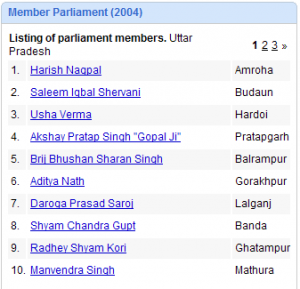 Member Parliament (2004)
Listing of parliament members. Uttar Pradesh
1 2 3 »
1. Harish Nagpal Amroha
2. Saleem Iqbal Shervani Budaun
3. Usha Verma Hardoi
4. Akshay Pratap Singh "Gopal Ji" Pratapgarh
5. Brij Bhushan Sharan Singh Balrampur
6. Aditya Nath Gorakhpur
7. Daroga Prasad Saroj Lalganj
8. Shyam Chandra Gupt Banda
9. Radhey Shyam Kori Ghatampur
10. Manvendra Singh Mathura